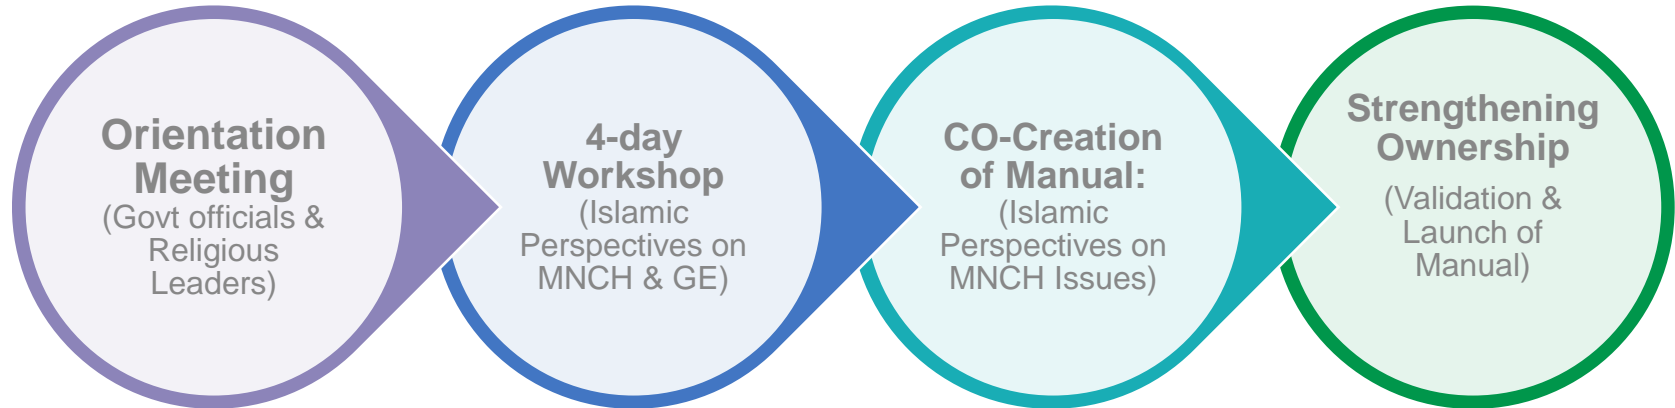 Orientation
Meeting
(Govt officials &
Religious
Leaders)
4-day
Workshop
(Islamic
Perspectives on
MNCH & GE)
CO-Creation
of Manual:
(Islamic
Perspectives on
MNCH Issues)
Strengthening
Ownership
(Validation &
Launch of
Manual)